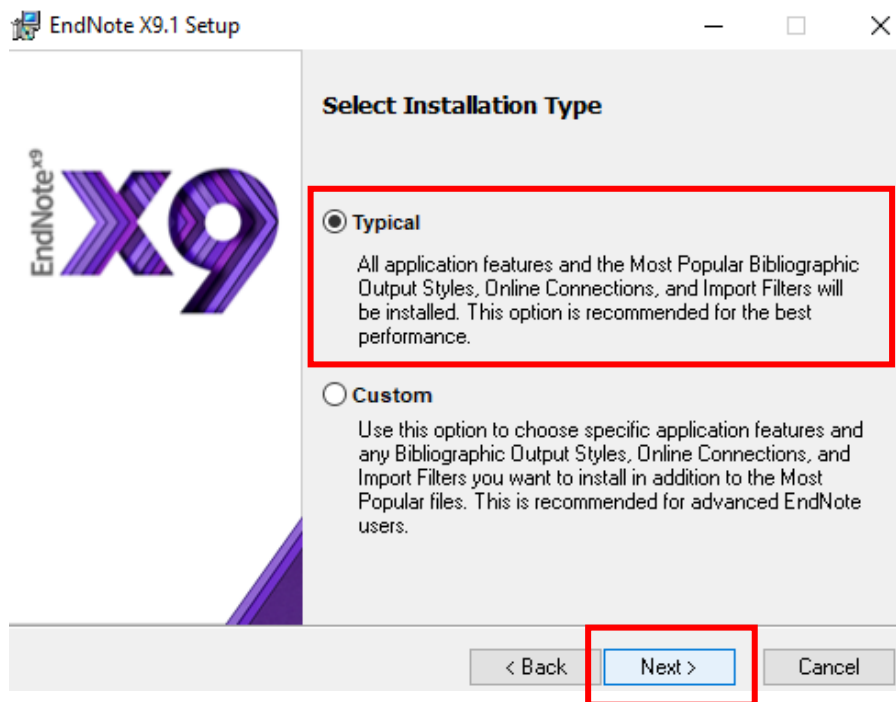 EndNote X9.1 Setup
Select Installation Type
EndNote x9
X9
Typical
All application features and the Most Popular Bibliographic
Output Styles, Online Connections, and Import Filters will
be installed. This option is recommended for the best
performance.
Custom
Use this option to choose specific application features and
any Bibliographic Output Styles, Online Connections, and
Import Filters you want to install in addition to the Most
Popular files. This is recommended for advanced EndNote
users.
< Back
Next >
Cancel